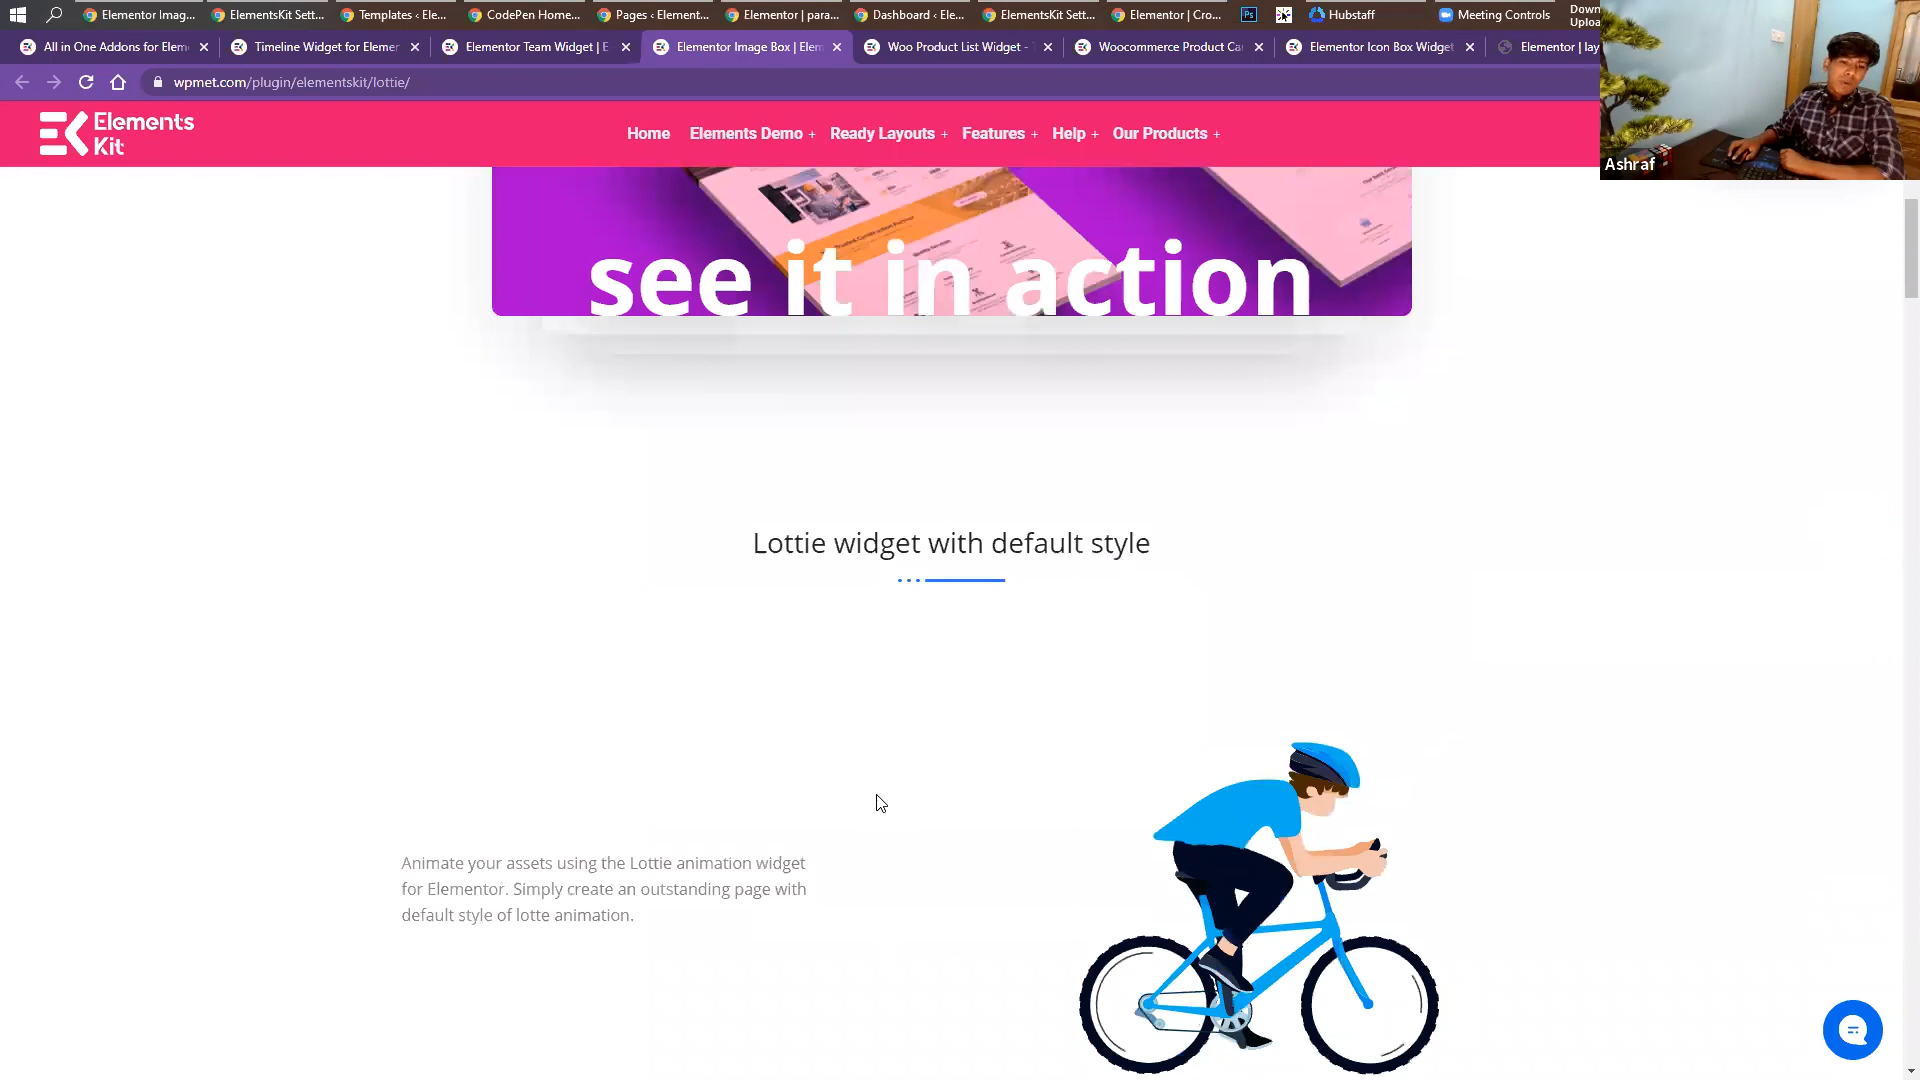 Elementor Imag...
ElementsKit Sett...
Templates ‹ Ele...
CodePen Home...
Pages ‹ Element...
Elementor | para...
Dashboard ‹ Ele...
ElementsKit Sett...
Elementor | Cro...
Ps
Hubstaff
Meeting Controls
Down
Uploa
All in One Addons for Elem
Timeline Widget for Elemen
Elementor Team Widget | E
Elementor Image Box | Elem
Woo Product List Widget -
Woocommerce Product Ca
Elementor Icon Box Widget
Elementor | lay
wpmet.com/plugin/elementskit/lottie/
Elements
Kit
Home
Elements Demo +
Ready Layouts +
Features +
Help +
Our Products +
Ashraf
see it in action
Lottie widget with default style
Animate your assets using the Lottie animation widget
for Elementor. Simply create an outstanding page with
default style of lotte animation.